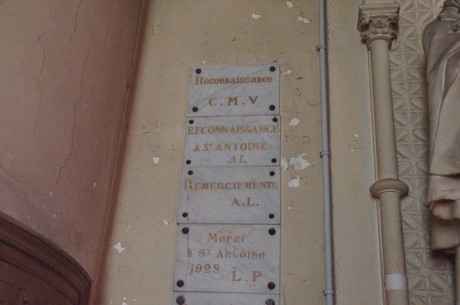 Reconnaissance
C. M. V
RECONNAISSANCE
A St ANTOINE
A I.
REMERCIEMENTS
A. L.
Merci
à St Antoine
1928
L. P